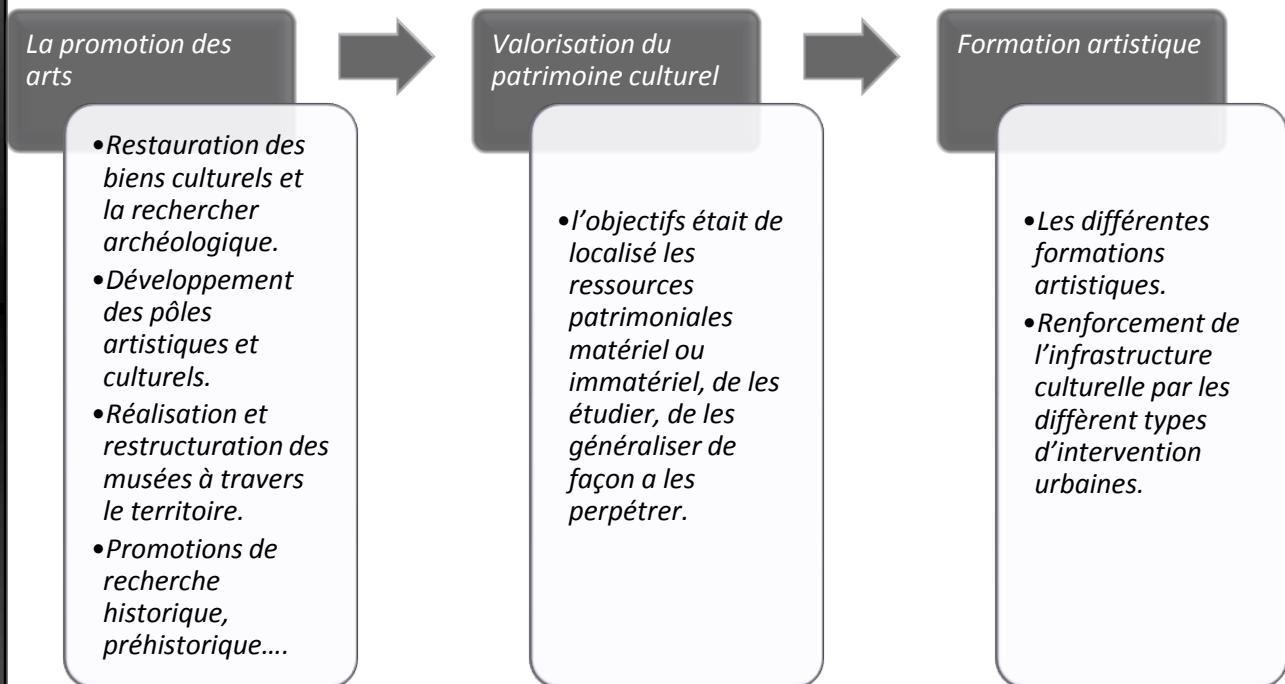 La promotion des
arts
•Restauration des
biens culturels et
la rechercher
archéologique.
•Développement
des pôles
artistiques et
culturels.
•Réalisation et
restructuration des
musées à travers
le territoire.
•Promotions de
recherche
historique,
préhistorique….
Valorisation du
patrimoine culturel
•l’objectifs était de
localisé les
ressources
patrimoniales
matériel ou
immatériel, de les
étudier, de les
généraliser de
façon a les
perpétrer.
Formation artistique
•Les différentes
formations
artistiques.
•Renforcement de
l’infrastructure
culturelle par les
diffèrent types
d’intervention
urbaines.